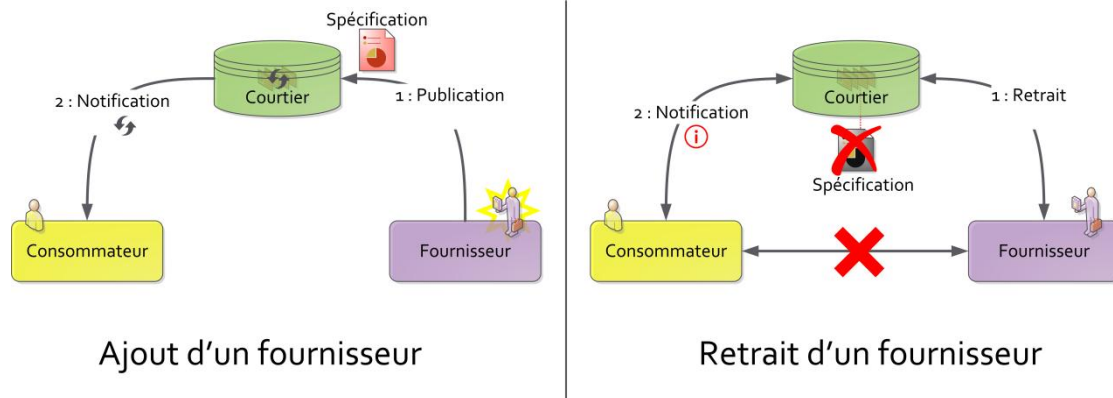 Spécification
Courtier
1 : Publication
2 : Notification
Consommateur
Fournisseur
Ajout d'un fournisseur
Courtier
1 : Retrait
2 : Notification
i
Spécification
Consommateur
Fournisseur
Retrait d'un fournisseur